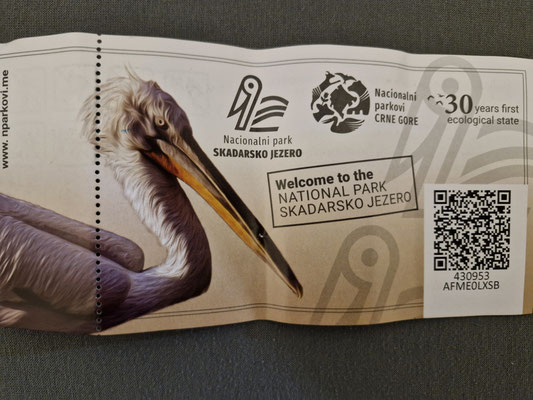 www.nparkovi.me
Nacionalni park
SKADARSKO JEZERO
Nacionalni
parkovi
CRNE GORE
30 years first
ecological state
Welcome to the
NATIONAL PARK
SKADARSKO JEZERO
430953
AFME0LXSB